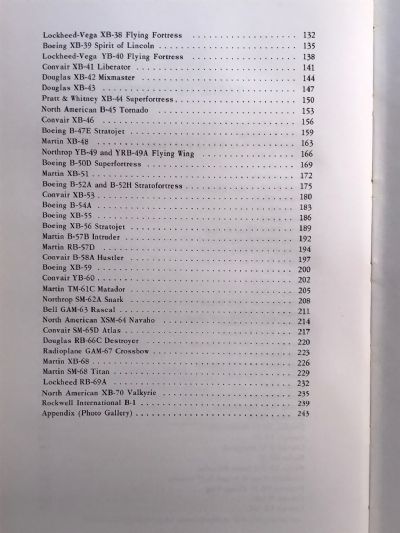 Lockheed-Vega XB-38 Flying Fortress . . . . . . . . . . . . . . . . . . 132
Boeing XB-39 Spirit of Lincoln . . . . . . . . . . . . . . . . . . . . . 135
Lockheed-Vega YB-40 Flying Fortress . . . . . . . . . . . . . . . . . . 138
Convair XB-41 Liberator . . . . . . . . . . . . . . . . . . . . . . . . 141
Douglas XB-42 Mixmaster . . . . . . . . . . . . . . . . . . . . . . . . 144
Douglas XB-43 . . . . . . . . . . . . . . . . . . . . . . . . . . . . . 147
Pratt & Whitney XB-44 Superfortress . . . . . . . . . . . . . . . . . . 150
North American B-45 Tornado . . . . . . . . . . . . . . . . . . . . . . 153
Convair XB-46 . . . . . . . . . . . . . . . . . . . . . . . . . . . . . 156
Boeing B-47E Stratojet . . . . . . . . . . . . . . . . . . . . . . . . . 159
Martin XB-48 . . . . . . . . . . . . . . . . . . . . . . . . . . . . . . 163
Northrop YB-49 and YRB-49A Flying Wing . . . . . . . . . . . . . . . . . 166
Boeing B-50D Superfortress . . . . . . . . . . . . . . . . . . . . . . . 169
Martin XB-51 . . . . . . . . . . . . . . . . . . . . . . . . . . . . . . 172
Boeing B-52A and B-52H Stratofortress . . . . . . . . . . . . . . . . . 175
Convair XB-53 . . . . . . . . . . . . . . . . . . . . . . . . . . . . . 180
Boeing B-54A . . . . . . . . . . . . . . . . . . . . . . . . . . . . . . 183
Boeing XB-55 . . . . . . . . . . . . . . . . . . . . . . . . . . . . . . 186
Boeing XB-56 Stratojet . . . . . . . . . . . . . . . . . . . . . . . . . 189
Martin B-57B Intruder . . . . . . . . . . . . . . . . . . . . . . . . . 192
Martin RB-57D . . . . . . . . . . . . . . . . . . . . . . . . . . . . . 194
Convair B-58A Hustler . . . . . . . . . . . . . . . . . . . . . . . . . 197
Boeing XB-59 . . . . . . . . . . . . . . . . . . . . . . . . . . . . . . 200
Convair YB-60 . . . . . . . . . . . . . . . . . . . . . . . . . . . . . 202
Martin TM-61C Matador . . . . . . . . . . . . . . . . . . . . . . . . . 205
Northrop SM-62A Snark . . . . . . . . . . . . . . . . . . . . . . . . . 208
Bell GAM-63 Rascal . . . . . . . . . . . . . . . . . . . . . . . . . . . 211
North American XSM-64 Navaho . . . . . . . . . . . . . . . . . . . . . . 214
Convair SM-65D Atlas . . . . . . . . . . . . . . . . . . . . . . . . . . 217
Douglas RB-66C Destroyer . . . . . . . . . . . . . . . . . . . . . . . . 220
Radioplane GAM-67 Crossbow . . . . . . . . . . . . . . . . . . . . . . . 223
Martin XB-68 . . . . . . . . . . . . . . . . . . . . . . . . . . . . . . 226
Martin SM-68 Titan . . . . . . . . . . . . . . . . . . . . . . . . . . . 229
Lockheed RB-69A . . . . . . . . . . . . . . . . . . . . . . . . . . . . 232
North American XB-70 Valkyrie . . . . . . . . . . . . . . . . . . . . . 235
Rockwell International B-1 . . . . . . . . . . . . . . . . . . . . . . . 239
Appendix (Photo Gallery) . . . . . . . . . . . . . . . . . . . . . . . . 243